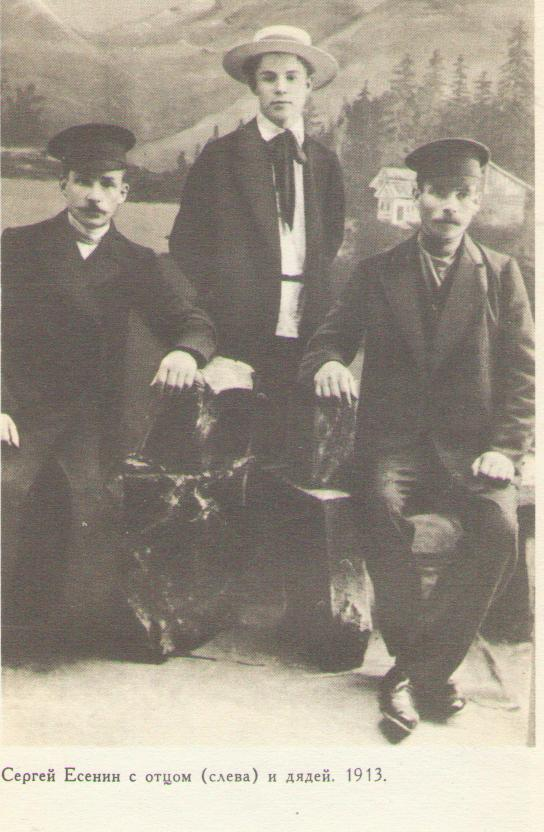 Сергей Есенин с отцом (слева) и дядей. 1913.